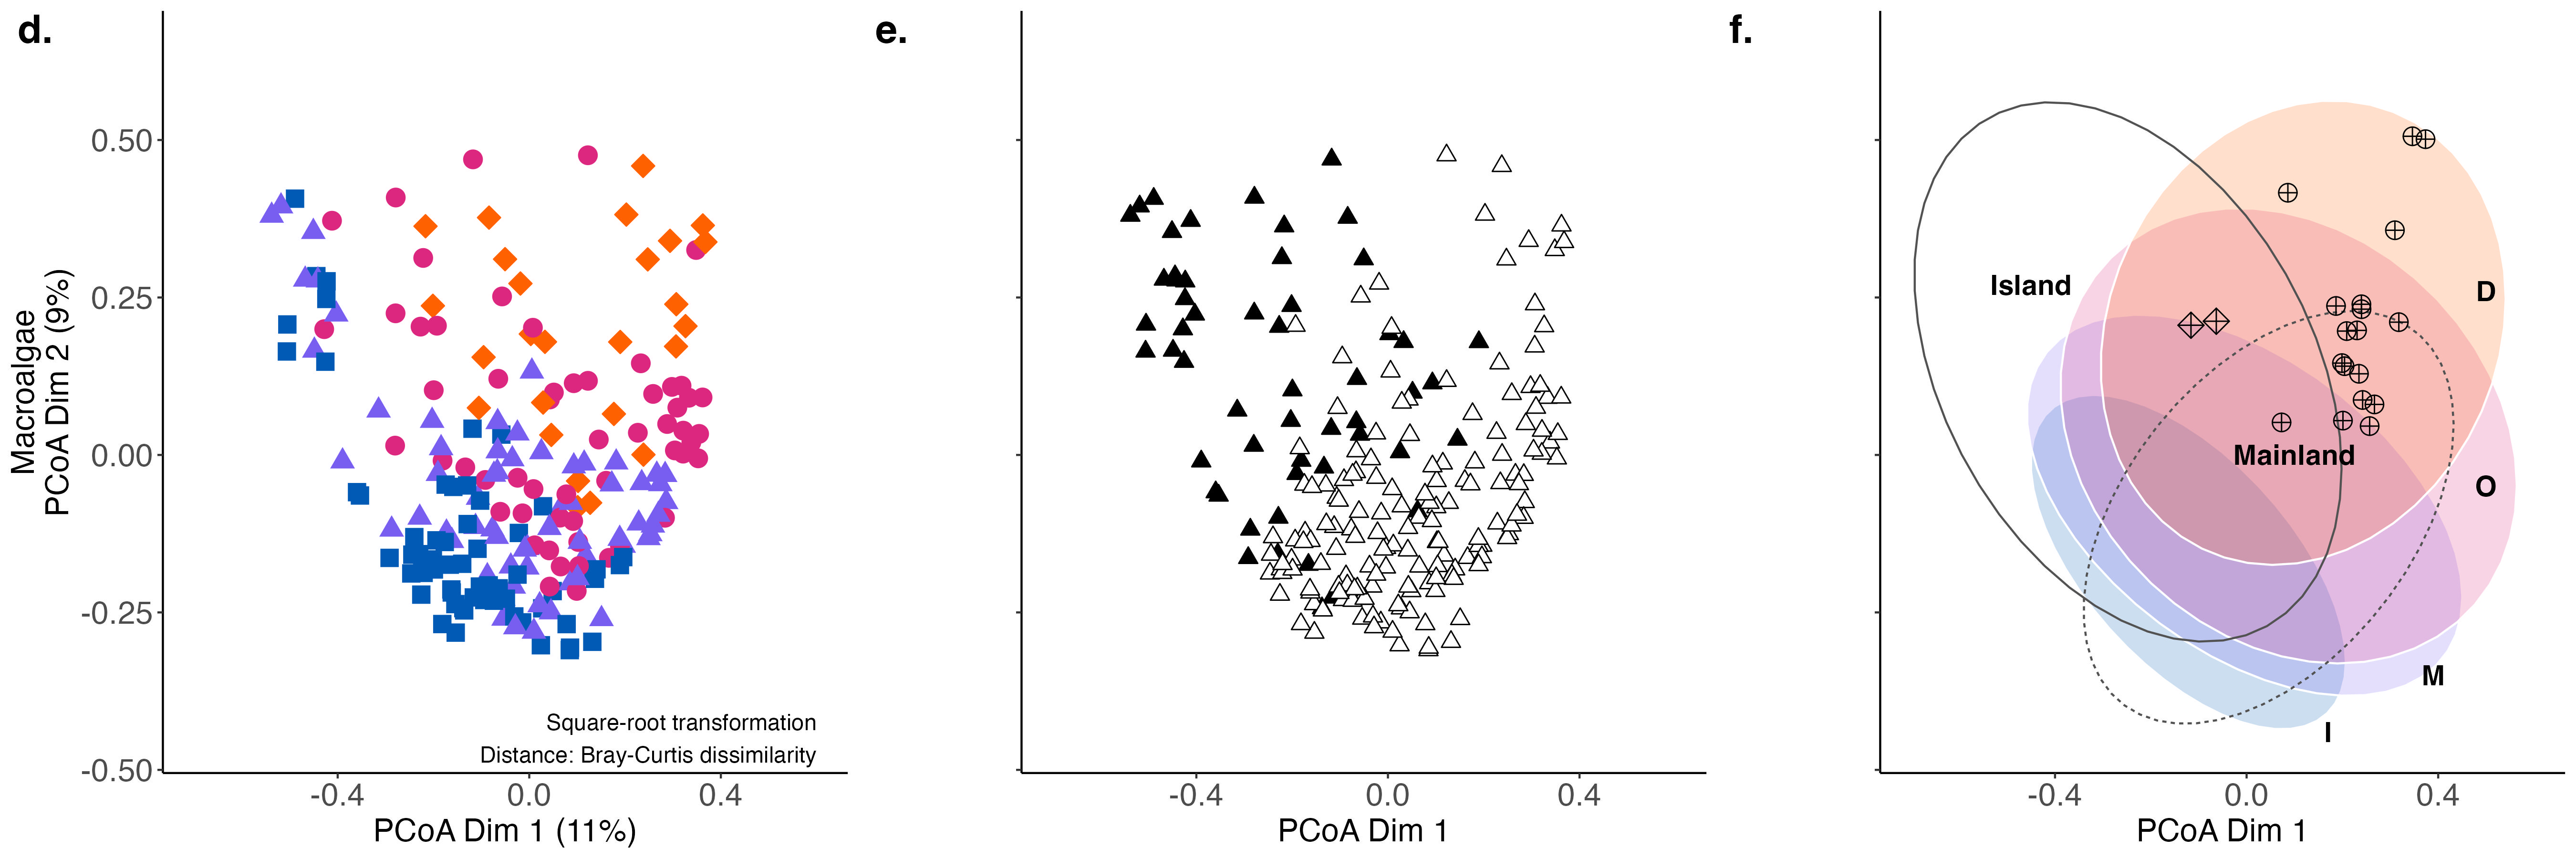 d.
Macroalgae
PCoA Dim 2 (9%)
0.50
0.25
0.00
-0.25
-0.50
Square-root transformation
Distance: Bray-Curtis dissimilarity
-0.4 0.0 0.4
PCoA Dim 1 (11%)
e.
-0.4 0.0 0.4
PCoA Dim 1
f.
Island
D
Mainland
O
M
I
-0.4 0.0 0.4
PCoA Dim 1